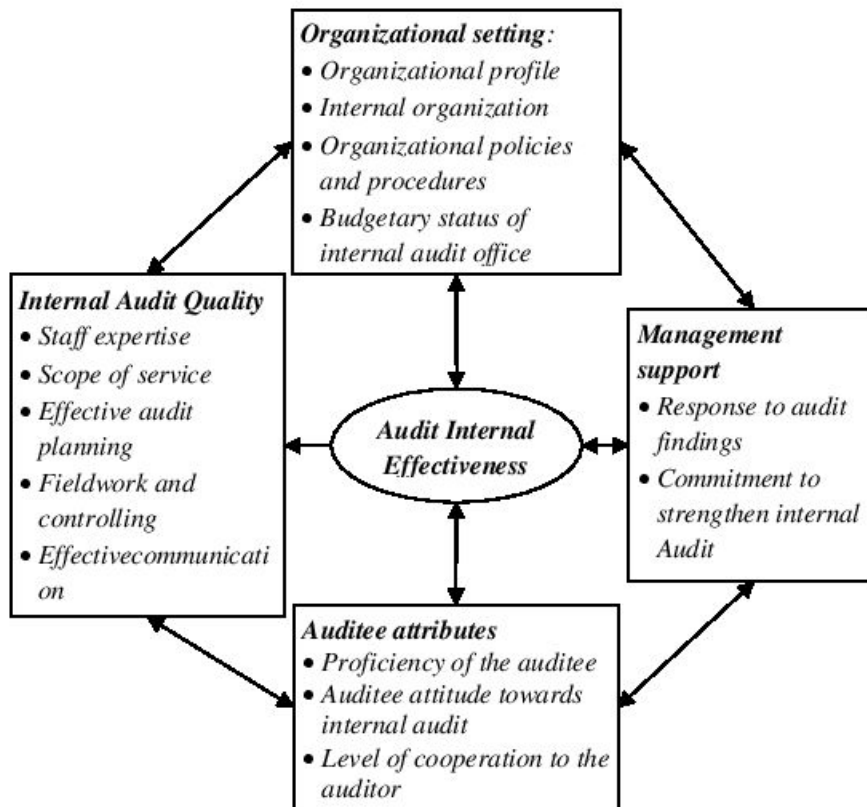 Organizational setting:
• Organizational profile
• Internal organization
• Organizational policies
and procedures
• Budgetary status of
internal audit office
Internal Audit Quality
• Staff expertise
• Scope of service
• Effective audit
planning
• Fieldwork and
controlling
• Effectivecommunicati
on
Audit Internal
Effectiveness
Management
support
• Response to audit
findings
• Commitment to
strengthen internal
Audit
Auditee attributes
• Proficiency of the auditee
• Auditee attitude towards
internal audit
• Level of cooperation to the
auditor